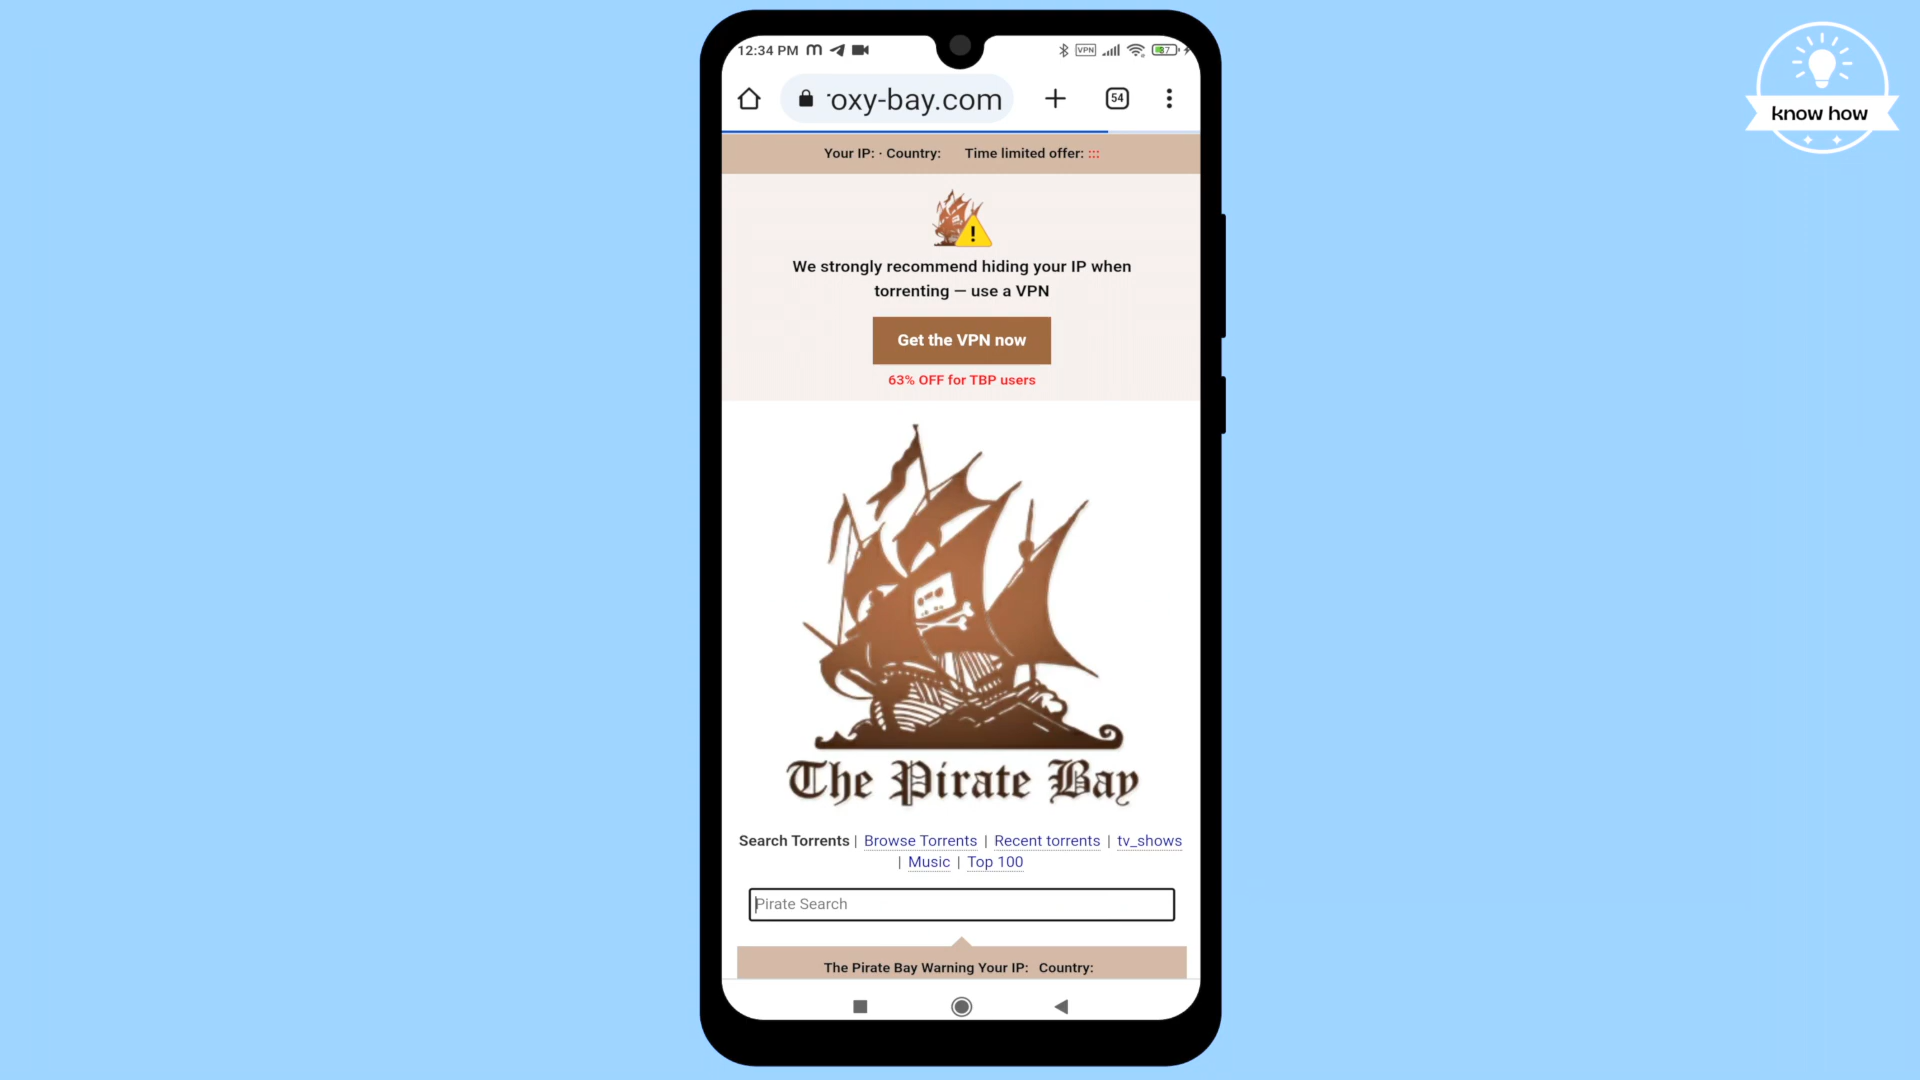 12:34 PM
VPN
87
oxy-bay.com
54
know how
Your IP: · Country: Time limited offer: :::
We strongly recommend hiding your IP when
torrenting — use a VPN
Get the VPN now
63% OFF for TBP users
The Pirate Bay
Search Torrents | Browse Torrents | Recent torrents | tv_shows
| Music | Top 100
Pirate Search
The Pirate Bay Warning Your IP: Country: